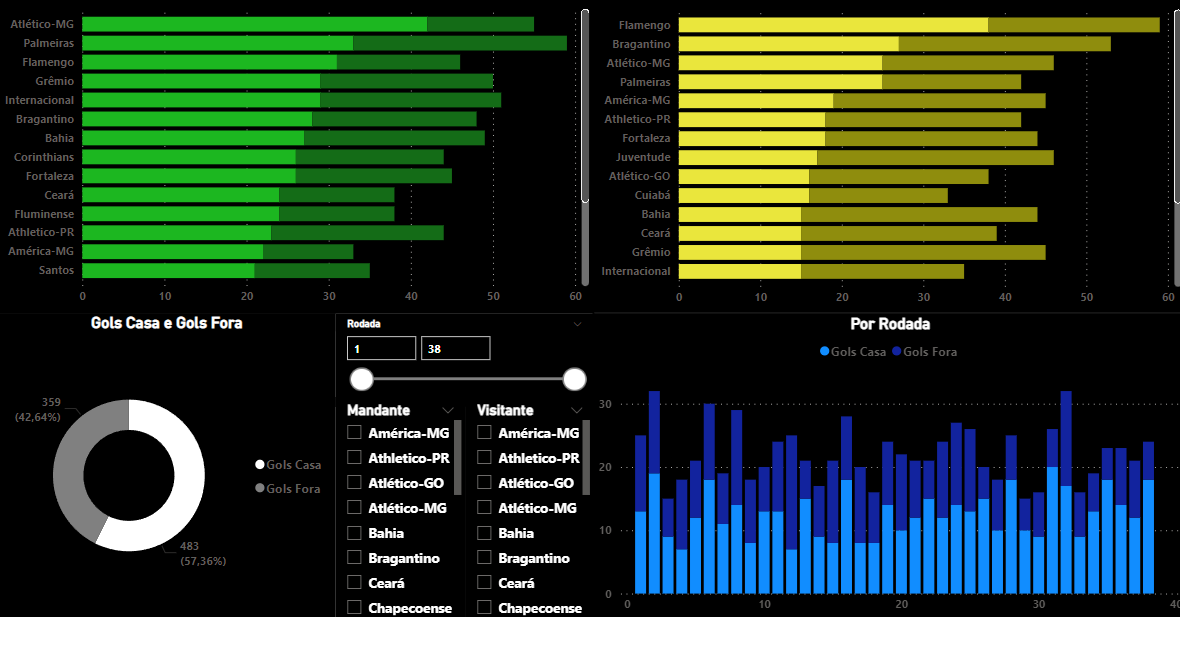 Atlético-MG
Palmeiras
Flamengo
Grêmio
Internacional
Bragantino
Bahia
Corinthians
Fortaleza
Ceará
Fluminense
Athletico-PR
América-MG
Santos
0 10 20 30 40 50 60
Flamengo
Bragantino
Atlético-MG
Palmeiras
América-MG
Athletico-PR
Fortaleza
Juventude
Atlético-GO
Cuiabá
Bahia
Ceará
Grêmio
Internacional
0 10 20 30 40 50 60
Gols Casa e Gols Fora
359
(42,64%)
Gols Casa
Gols Fora
483
(57,36%)
Rodada
1 38
Mandante
América-MG
Athletico-PR
Atlético-GO
Atlético-MG
Bahia
Bragantino
Ceará
Chapecoense
Visitante
América-MG
Athletico-PR
Atlético-GO
Atlético-MG
Bahia
Bragantino
Ceará
Chapecoense
Por Rodada
Gols Casa Gols Fora
30
20
10
0
0 10 20 30 40